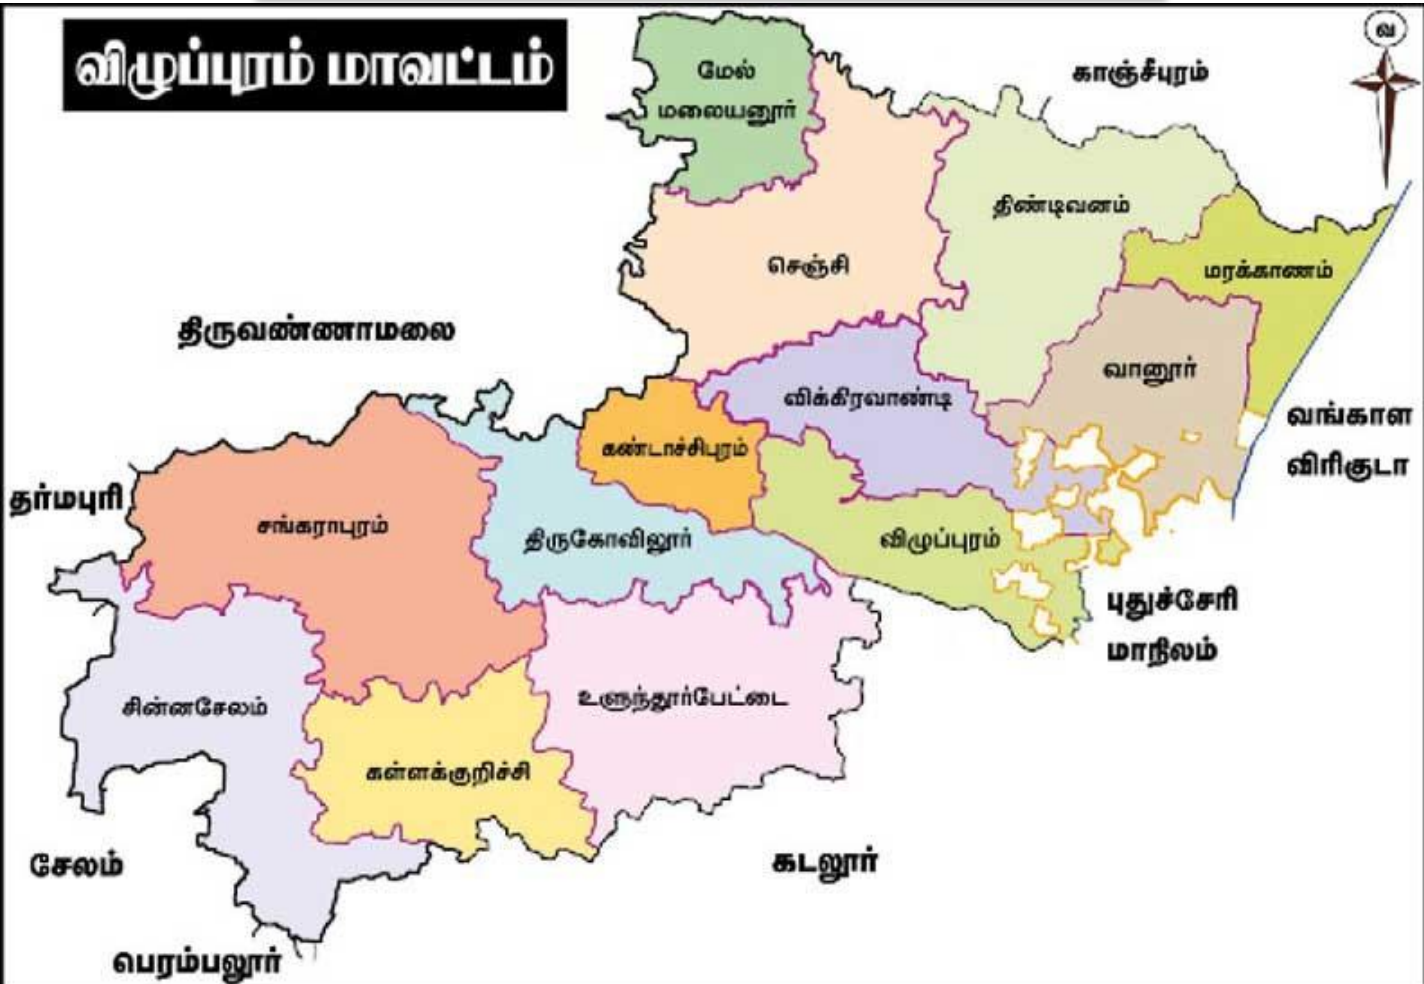 விழுப்புரம் மாவட்டம்
வ
மேல்
மலையனூர்
காஞ்சீபுரம்
திண்டிவனம்
செஞ்சி
மரக்காணம்
திருவண்ணாமலை
வானூர்
விக்கிரவாண்டி
வங்காள
விரிகுடா
கண்டாச்சிபுரம்
தர்மபுரி
சங்கராபுரம்
திருகோவிலூர்
விழுப்புரம்
புதுச்சேரி
மாநிலம்
சின்னசேலம்
உளுந்தூர்பேட்டை
கள்ளக்குறிச்சி
சேலம்
கடலூர்
பெரம்பலூர்